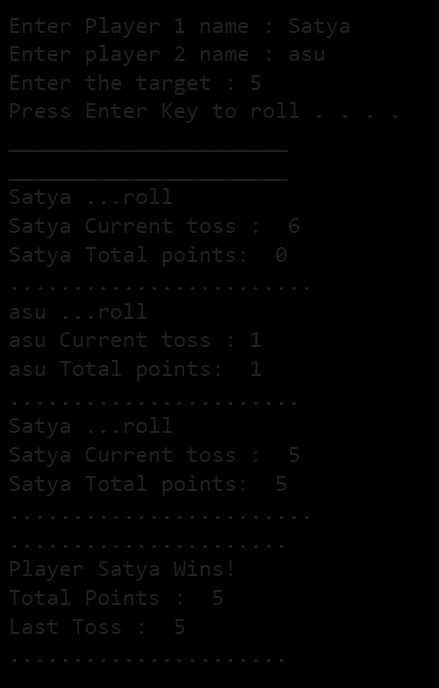 Enter Player 1 name : Satya
Enter player 2 name : asu
Enter the target : 5
Press Enter Key to roll . . . .
______________________
______________________
Satya ...roll
Satya Current toss :  6
Satya Total points:  0
........................
asu ...roll
asu Current toss : 1
asu Total points:  1
.......................
Satya ...roll
Satya Current toss :  5
Satya Total points:  5
........................
......................
Player Satya Wins!
Total Points :  5
Last Toss :  5
......................